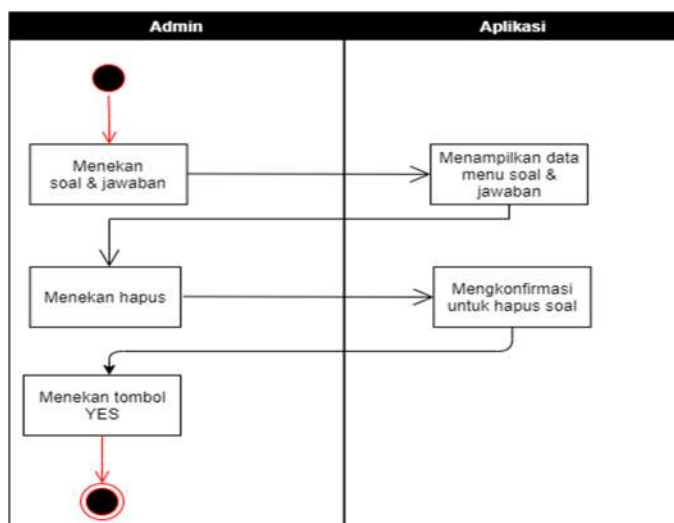 Admin
Aplikasi
Menekan
soal & jawaban
Menampilkan data
menu soal &
jawaban
Menekan hapus
Mengkonfirmasi
untuk hapus soal
Menekan tombol
YES